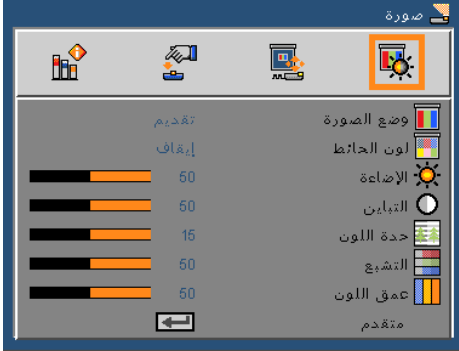 صورة
وضع الصورة تقديم
لون الحائط إيقاف
الإضاءة 50
التباين 50
حدة اللون 15
التشبع 50
عمق اللون 50
متقدم